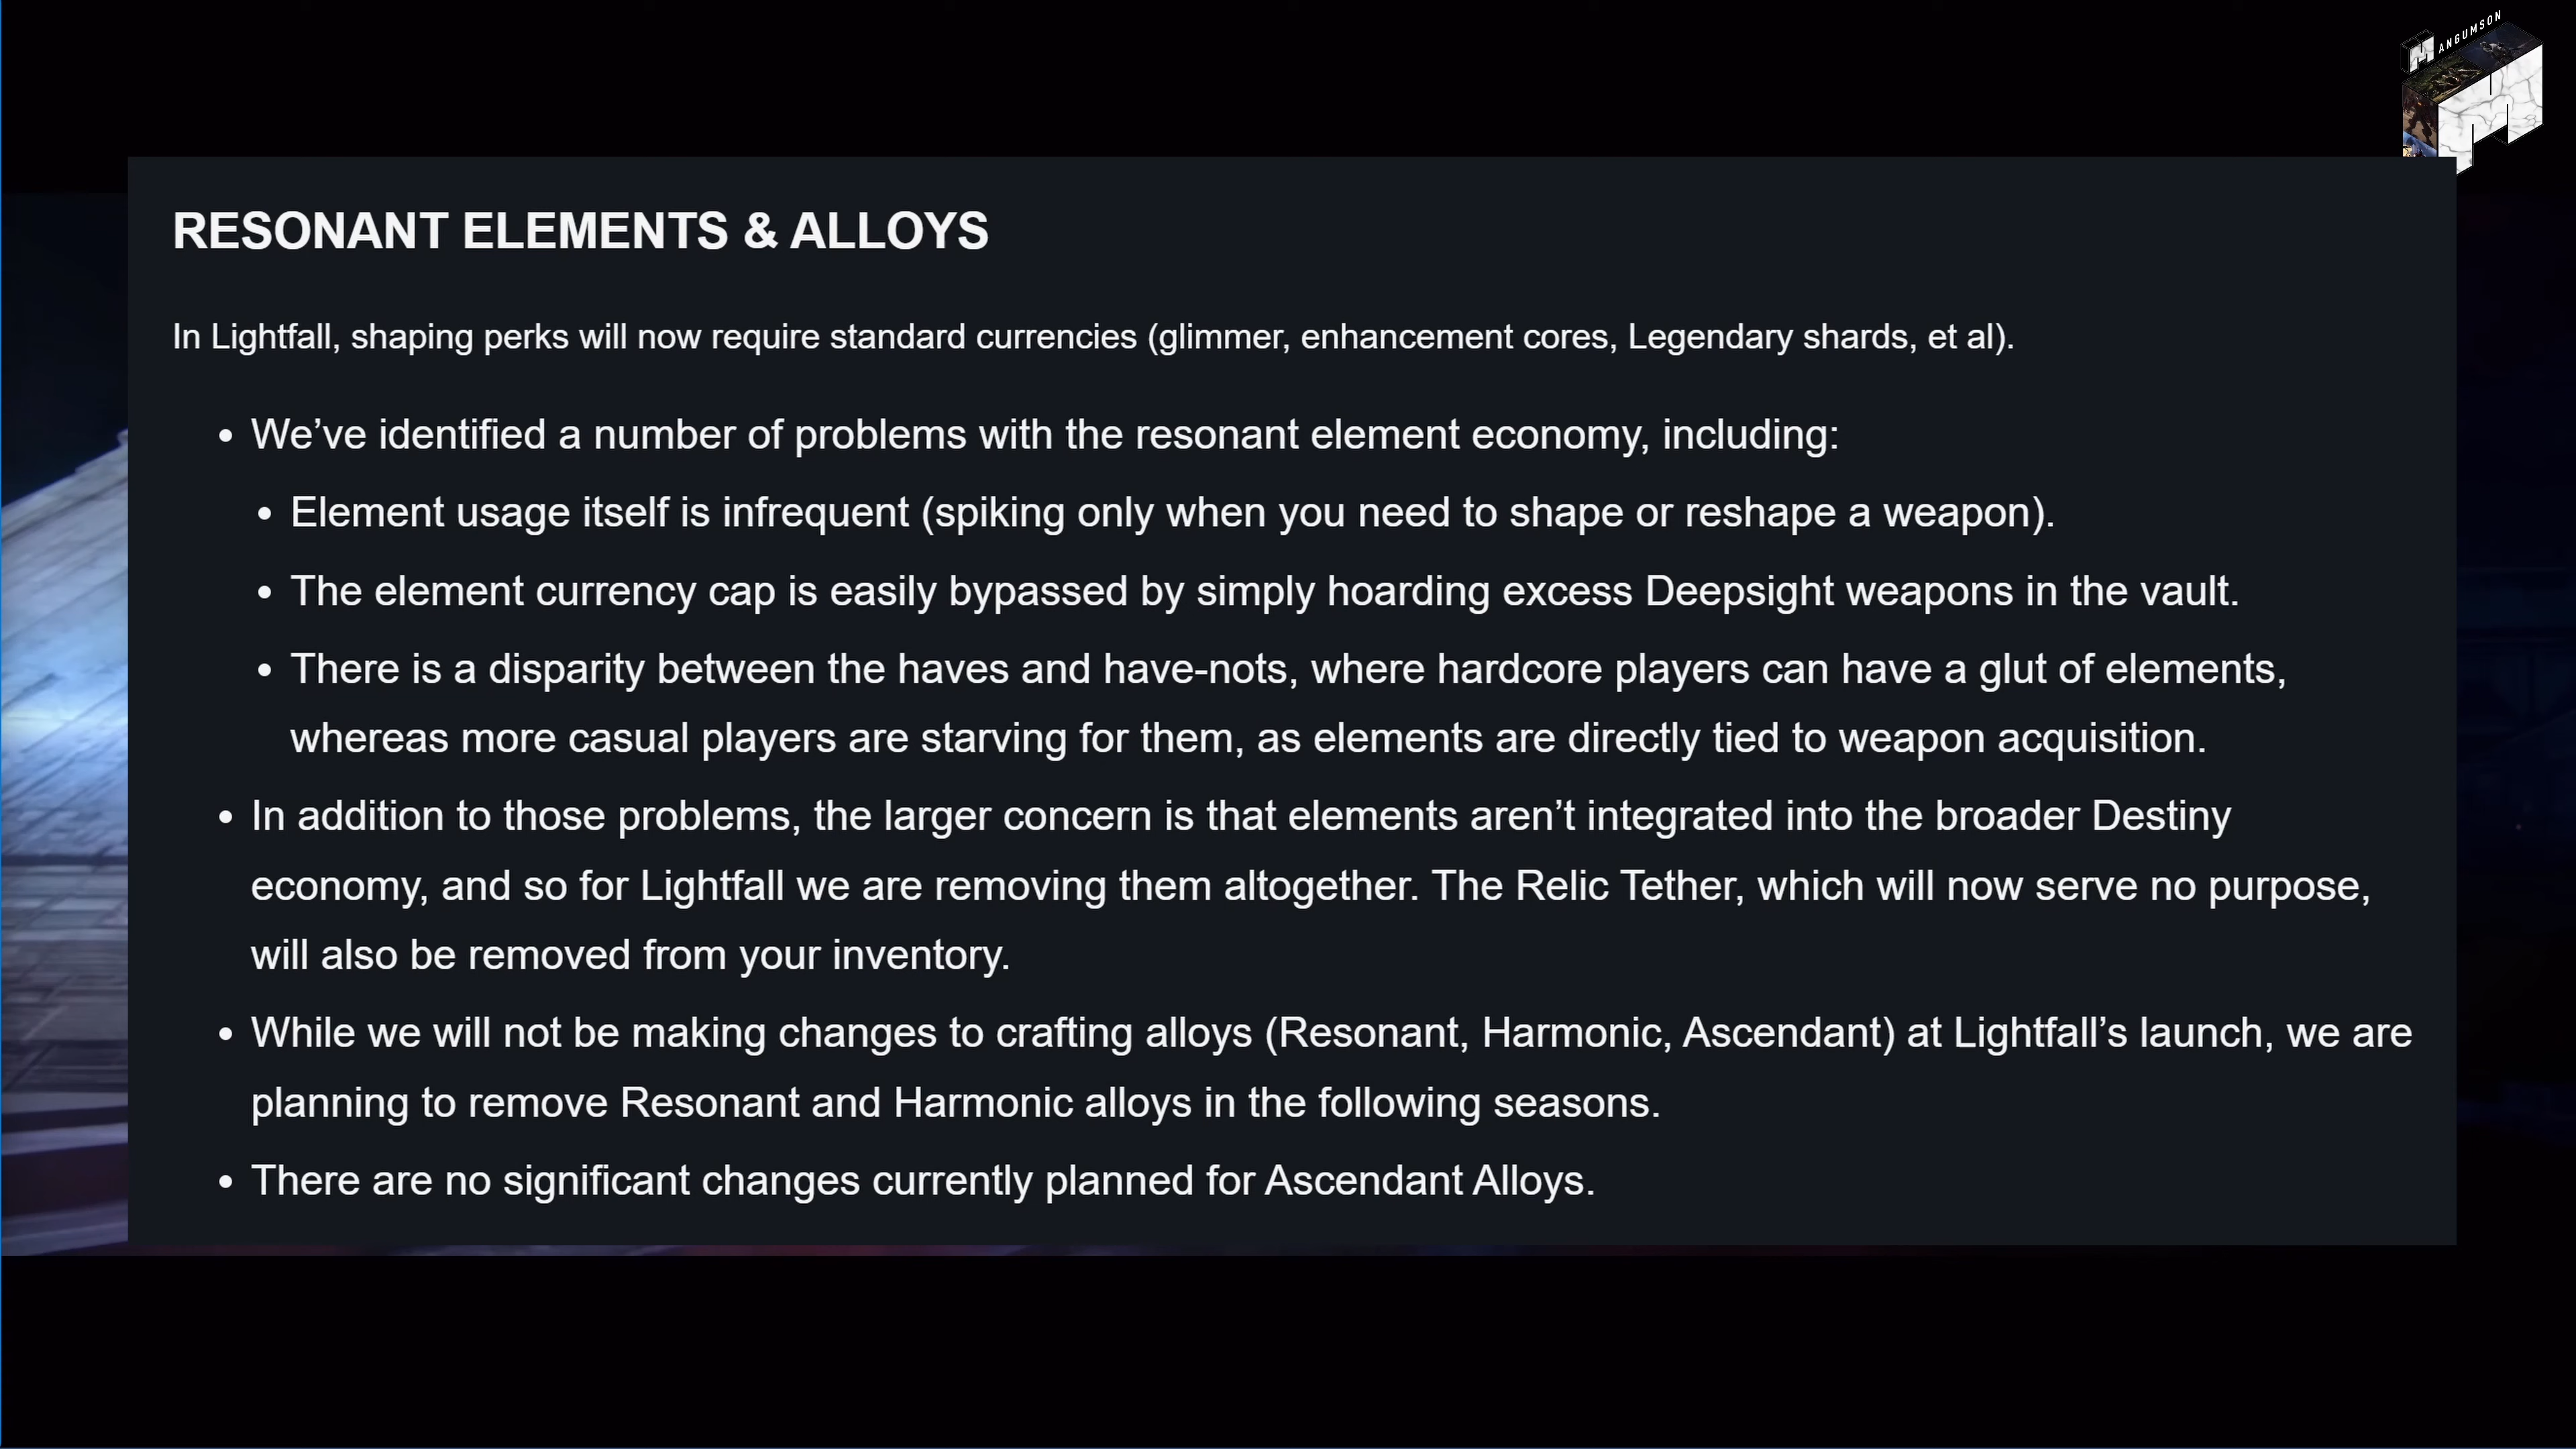 HANGUMSON
RESONANT ELEMENTS & ALLOYS
In Lightfall, shaping perks will now require standard currencies (glimmer, enhancement cores, Legendary shards, et al).
• We’ve identified a number of problems with the resonant element economy, including:
• Element usage itself is infrequent (spiking only when you need to shape or reshape a weapon).
• The element currency cap is easily bypassed by simply hoarding excess Deepsight weapons in the vault.
• There is a disparity between the haves and have-nots, where hardcore players can have a glut of elements,
whereas more casual players are starving for them, as elements are directly tied to weapon acquisition.
• In addition to those problems, the larger concern is that elements aren’t integrated into the broader Destiny
economy, and so for Lightfall we are removing them altogether. The Relic Tether, which will now serve no purpose,
will also be removed from your inventory.
• While we will not be making changes to crafting alloys (Resonant, Harmonic, Ascendant) at Lightfall’s launch, we are
planning to remove Resonant and Harmonic alloys in the following seasons.
• There are no significant changes currently planned for Ascendant Alloys.